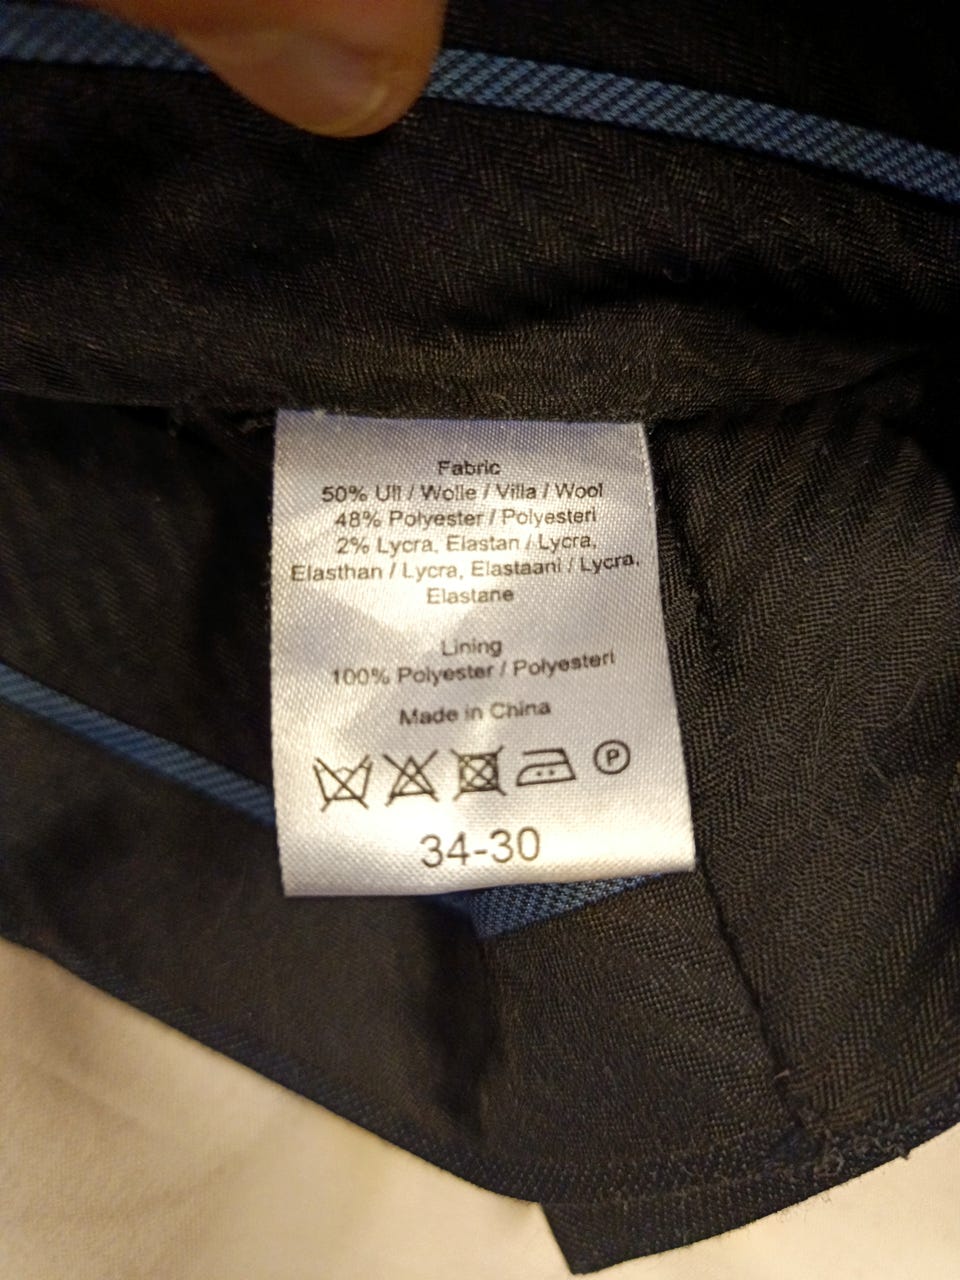 Fabric
50% Ull / Wolle / Villa / Wool
48% Polyester / Polyesteri
2% Lycra, Elastan / Lycra,
Elasthan / Lycra, Elastaani / Lycra,
Elastane
Lining
100% Polyester / Polyesteri
Made in China
P
34-30